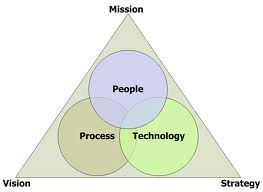 Mission
People
Process Technology
Vision Strategy